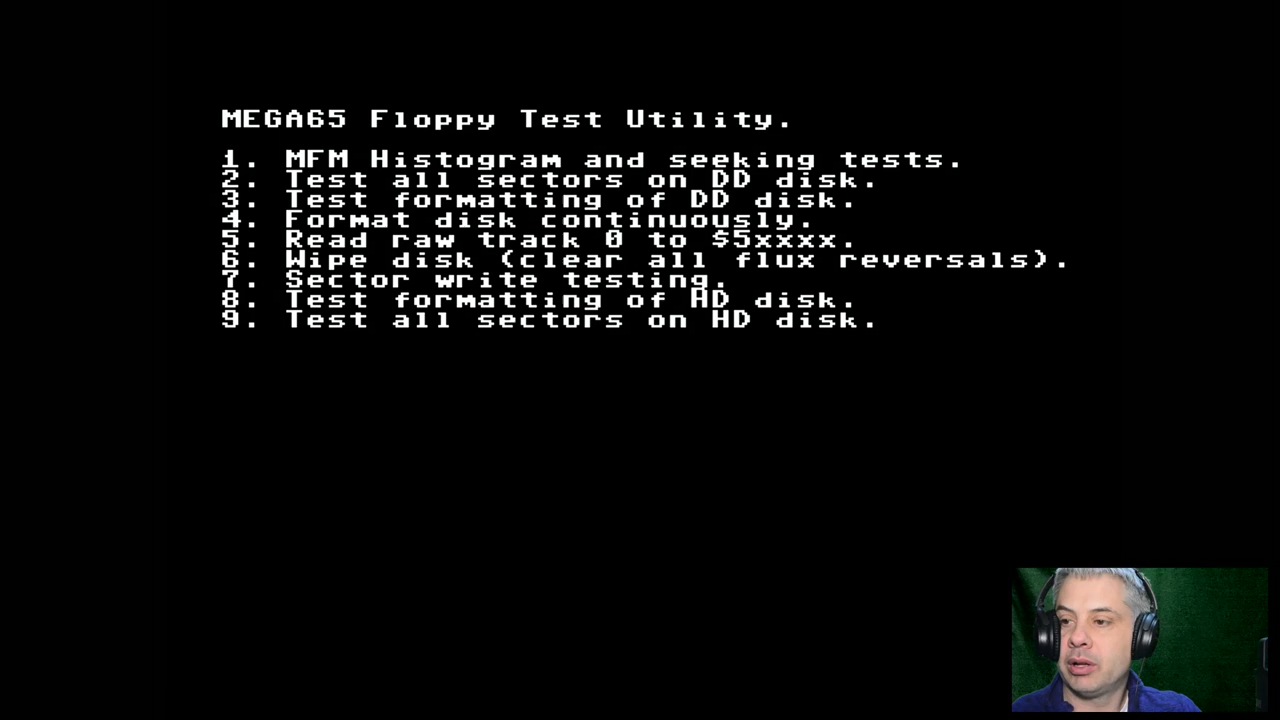 MEGA65 Floppy Test Utility.
1. MFM Histogram and seeking tests.
2. Test all sectors on DD disk.
3. Test formatting of DD disk.
4. Format disk continuously.
5. Read raw track 0 to $5xxxx.
6. Wipe disk (clear all flux reversals).
7. Sector write testing.
8. Test formatting of HD disk.
9. Test all sectors on HD disk.